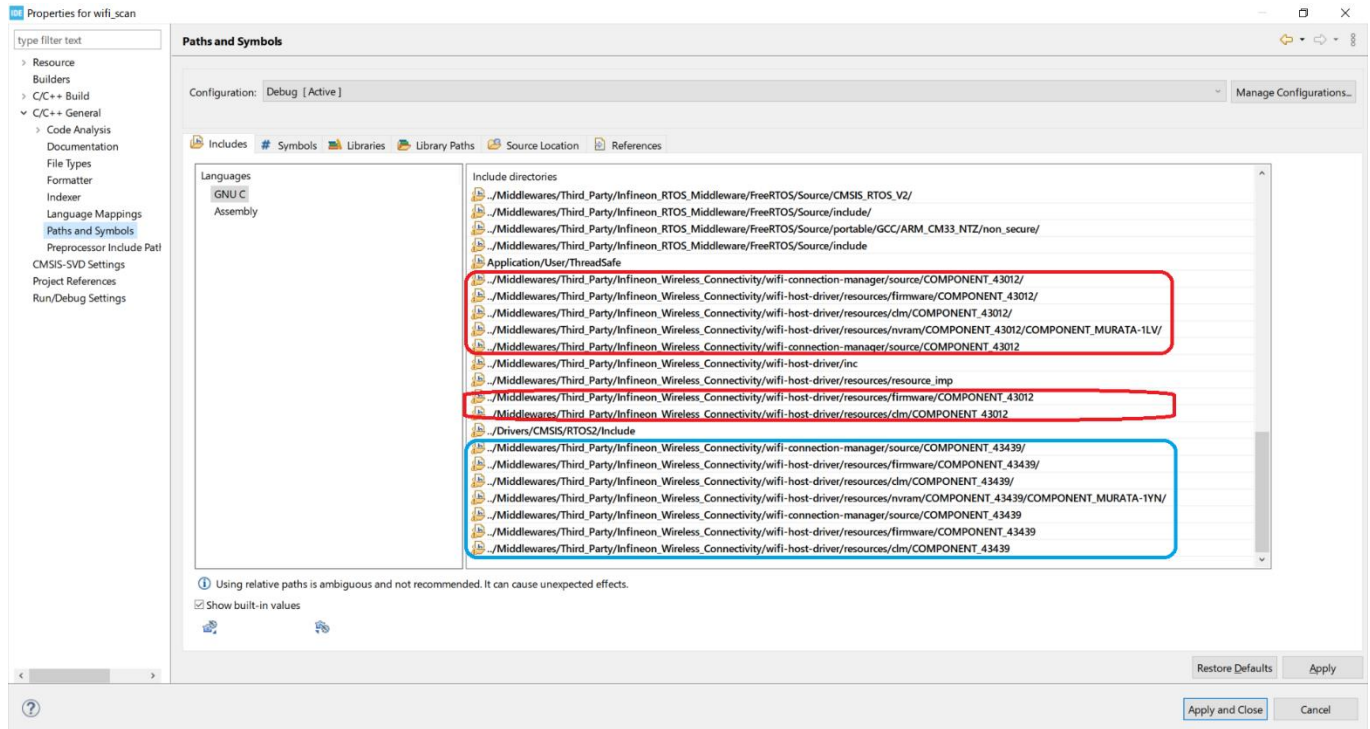 IDE Properties for wifi_scan
type filter text
Paths and Symbols
Resource
Builders
C/C++ Build
C/C++ General
Code Analysis
Documentation
File Types
Formatter
Indexer
Language Mappings
Paths and Symbols
Preprocessor Include Patl
CMSIS-SVD Settings
Project References
Run/Debug Settings
Configuration: Debug [ Active ]
Manage Configurations...
Includes # Symbols Libraries Library Paths Source Location References
Languages
GNU C
Assembly
Include directories
../Middlewares/Third_Party/Infineon_RTOS_Middleware/FreeRTOS/Source/CMSIS_RTOS_V2/
../Middlewares/Third_Party/Infineon_RTOS_Middleware/FreeRTOS/Source/include/
../Middlewares/Third_Party/Infineon_RTOS_Middleware/FreeRTOS/Source/portable/GCC/ARM_CM33_NTZ/non_secure/
../Middlewares/Third_Party/Infineon_RTOS_Middleware/FreeRTOS/Source/include
Application/User/ThreadSafe
../Middlewares/Third_Party/Infineon_Wireless_Connectivity/wifi-connection-manager/source/COMPONENT_43012/
../Middlewares/Third_Party/Infineon_Wireless_Connectivity/wifi-host-driver/resources/firmware/COMPONENT_43012/
../Middlewares/Third_Party/Infineon_Wireless_Connectivity/wifi-host-driver/resources/clm/COMPONENT_43012/
../Middlewares/Third_Party/Infineon_Wireless_Connectivity/wifi-host-driver/resources/nvram/COMPONENT_43012/COMPONENT_MURATA-1LV/
../Middlewares/Third_Party/Infineon_Wireless_Connectivity/wifi-connection-manager/source/COMPONENT_43012
../Middlewares/Third_Party/Infineon_Wireless_Connectivity/wifi-host-driver/inc
../Middlewares/Third_Party/Infineon_Wireless_Connectivity/wifi-host-driver/resources/resource_imp
../Middlewares/Third_Party/Infineon_Wireless_Connectivity/wifi-host-driver/resources/firmware/COMPONENT_43012
../Middlewares/Third_Party/Infineon_Wireless_Connectivity/wifi-host-driver/resources/clm/COMPONENT_43012
../Drivers/CMSIS/RTOS2/Include
../Middlewares/Third_Party/Infineon_Wireless_Connectivity/wifi-connection-manager/source/COMPONENT_43439/
../Middlewares/Third_Party/Infineon_Wireless_Connectivity/wifi-host-driver/resources/firmware/COMPONENT_43439/
../Middlewares/Third_Party/Infineon_Wireless_Connectivity/wifi-host-driver/resources/clm/COMPONENT_43439/
../Middlewares/Third_Party/Infineon_Wireless_Connectivity/wifi-host-driver/resources/nvram/COMPONENT_43439/COMPONENT_MURATA-1YN/
../Middlewares/Third_Party/Infineon_Wireless_Connectivity/wifi-connection-manager/source/COMPONENT_43439
../Middlewares/Third_Party/Infineon_Wireless_Connectivity/wifi-host-driver/resources/firmware/COMPONENT_43439
../Middlewares/Third_Party/Infineon_Wireless_Connectivity/wifi-host-driver/resources/clm/COMPONENT_43439
Using relative paths is ambiguous and not recommended. It can cause unexpected effects.
Show built-in values
Restore Defaults
Apply
Apply and Close
Cancel